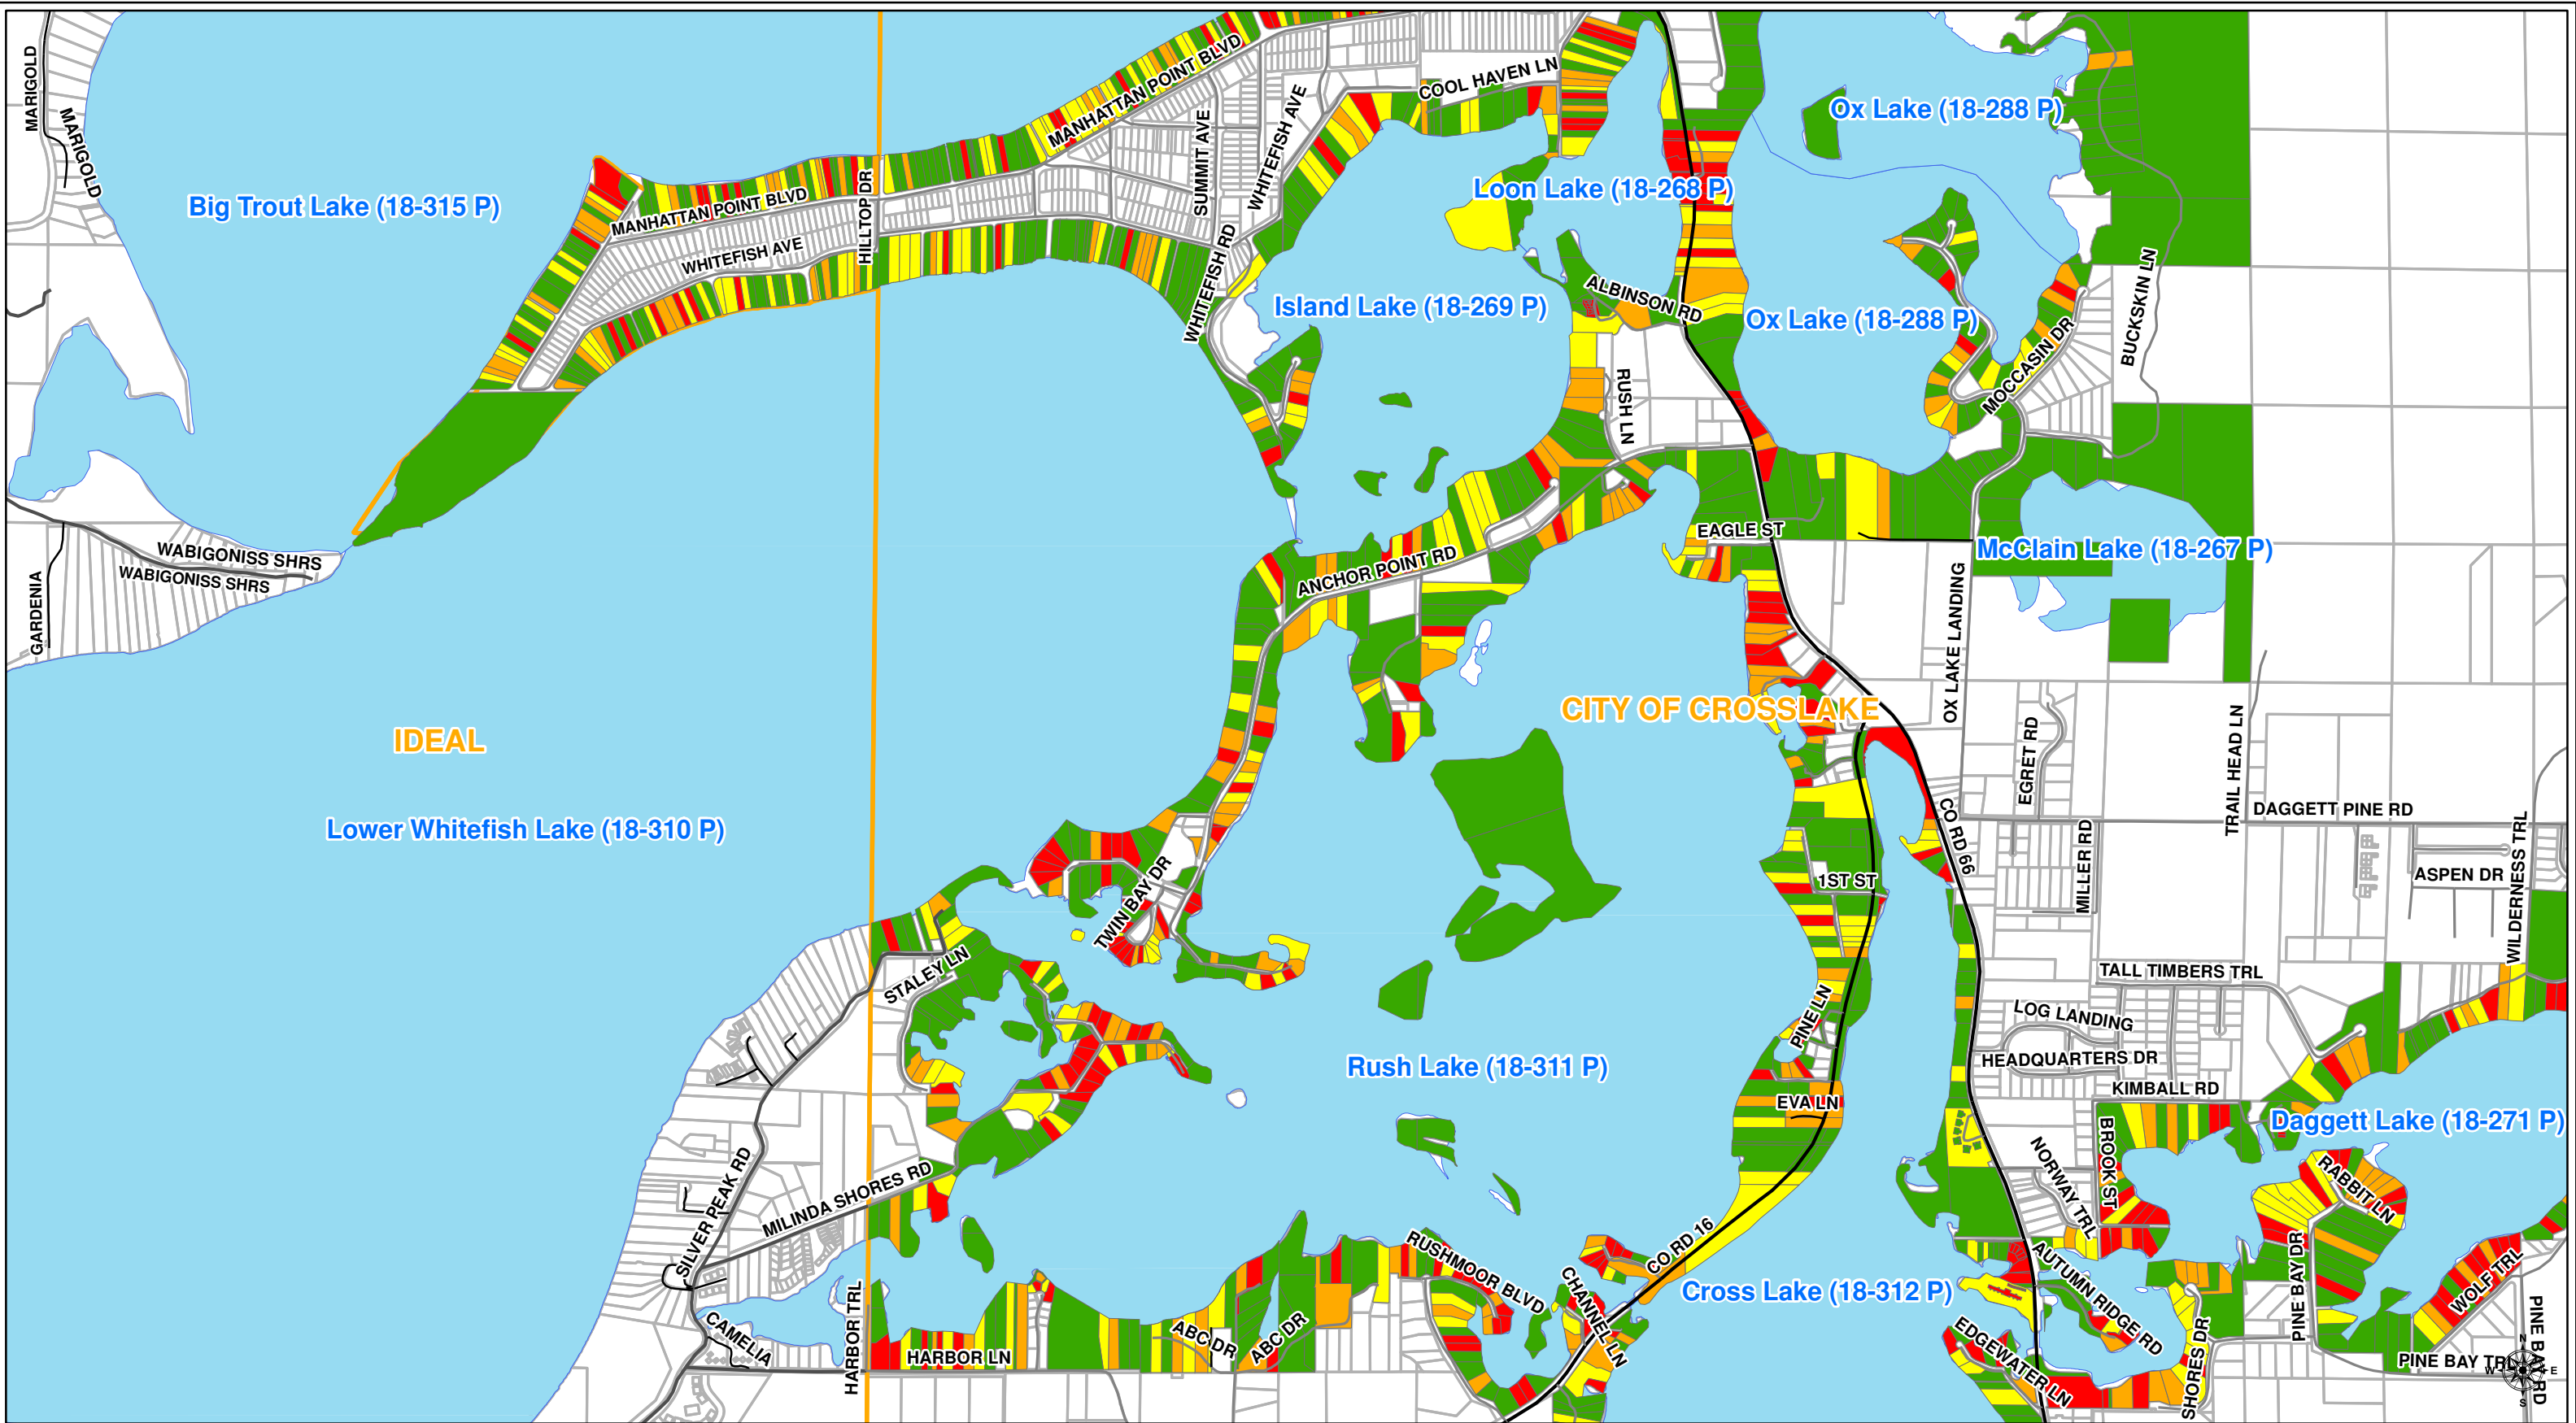 MARIGOLD
MARIGOLD
MANHATTAN POINT BLVD
COOL HAVEN LN
Ox Lake (18-288 P)
SUMMIT AVE
WHITEFISH AVE
Big Trout Lake (18-315 P)
Loon Lake (18-268 P)
MANHATTAN POINT BLVD
HILLTOP DR
WHITEFISH AVE
WHITEFISH RD
Island Lake (18-269 P)
ALBINSON RD
Ox Lake (18-288 P)
BUCKSKIN LN
MOCCASIN DR
RUSH LN
EAGLE ST
WABIGONISS SHRS
WABIGONISS SHRS
GARDENIA
ANCHOR POINT RD
McClain Lake (18-267 P)
OX LAKE LANDING
CITY OF CROSSLAKE
IDEAL
EGRET RD
TRAIL HEAD LN
DAGGETT PINE RD
Lower Whitefish Lake (18-310 P)
CO RD 66
MILLER RD
ASPEN DR
WILDERNESS TRL
1ST ST
TWIN BAY DR
STALEY LN
TALL TIMBERS TRL
PINE LN
LOG LANDING
HEADQUARTERS DR
Rush Lake (18-311 P)
KIMBALL RD
EVA LN
Daggett Lake (18-271 P)
BROOK ST
NORWAY TRL
RABBIT LN
SILVER PEAK RD
MILINDA SHORES RD
RUSHMOOR BLVD
CO RD 16
CHANNEL LN
Cross Lake (18-312 P)
AUTUMN RIDGE RD
PINE BAY DR
WOLF TRL
HARBOR TRL
CAMELIA
HARBOR LN
ABC DR
ABC DR
EDGEWATER LN
SHORES DR
PINE BAY TRL
PINE BAY RD
N
W
E
S